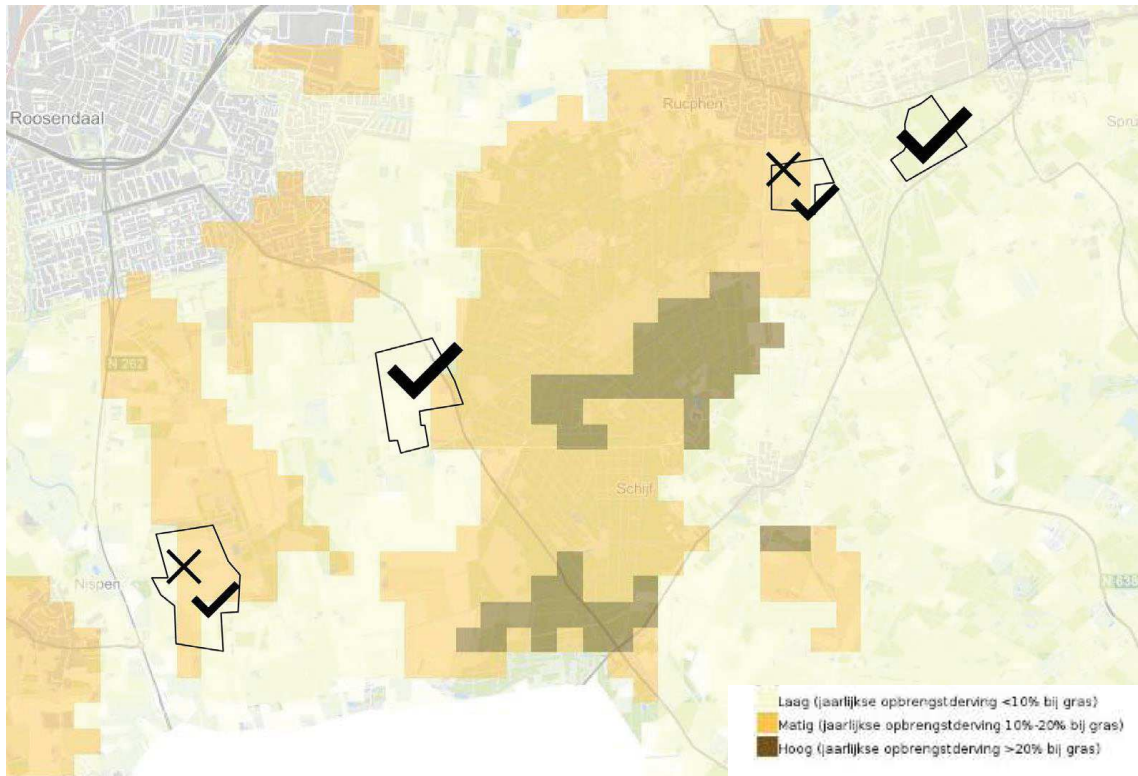 Roosendaal
Rucphen
Spru
N 262
Schijf
Nispen
N 638
Laag (jaarlijkse opbrengstderving <10% bij gras)
Matig (jaarlijkse opbrengstderving 10%-20% bij gras)
Hoog (jaarlijkse opbrengstderving >20% bij gras)